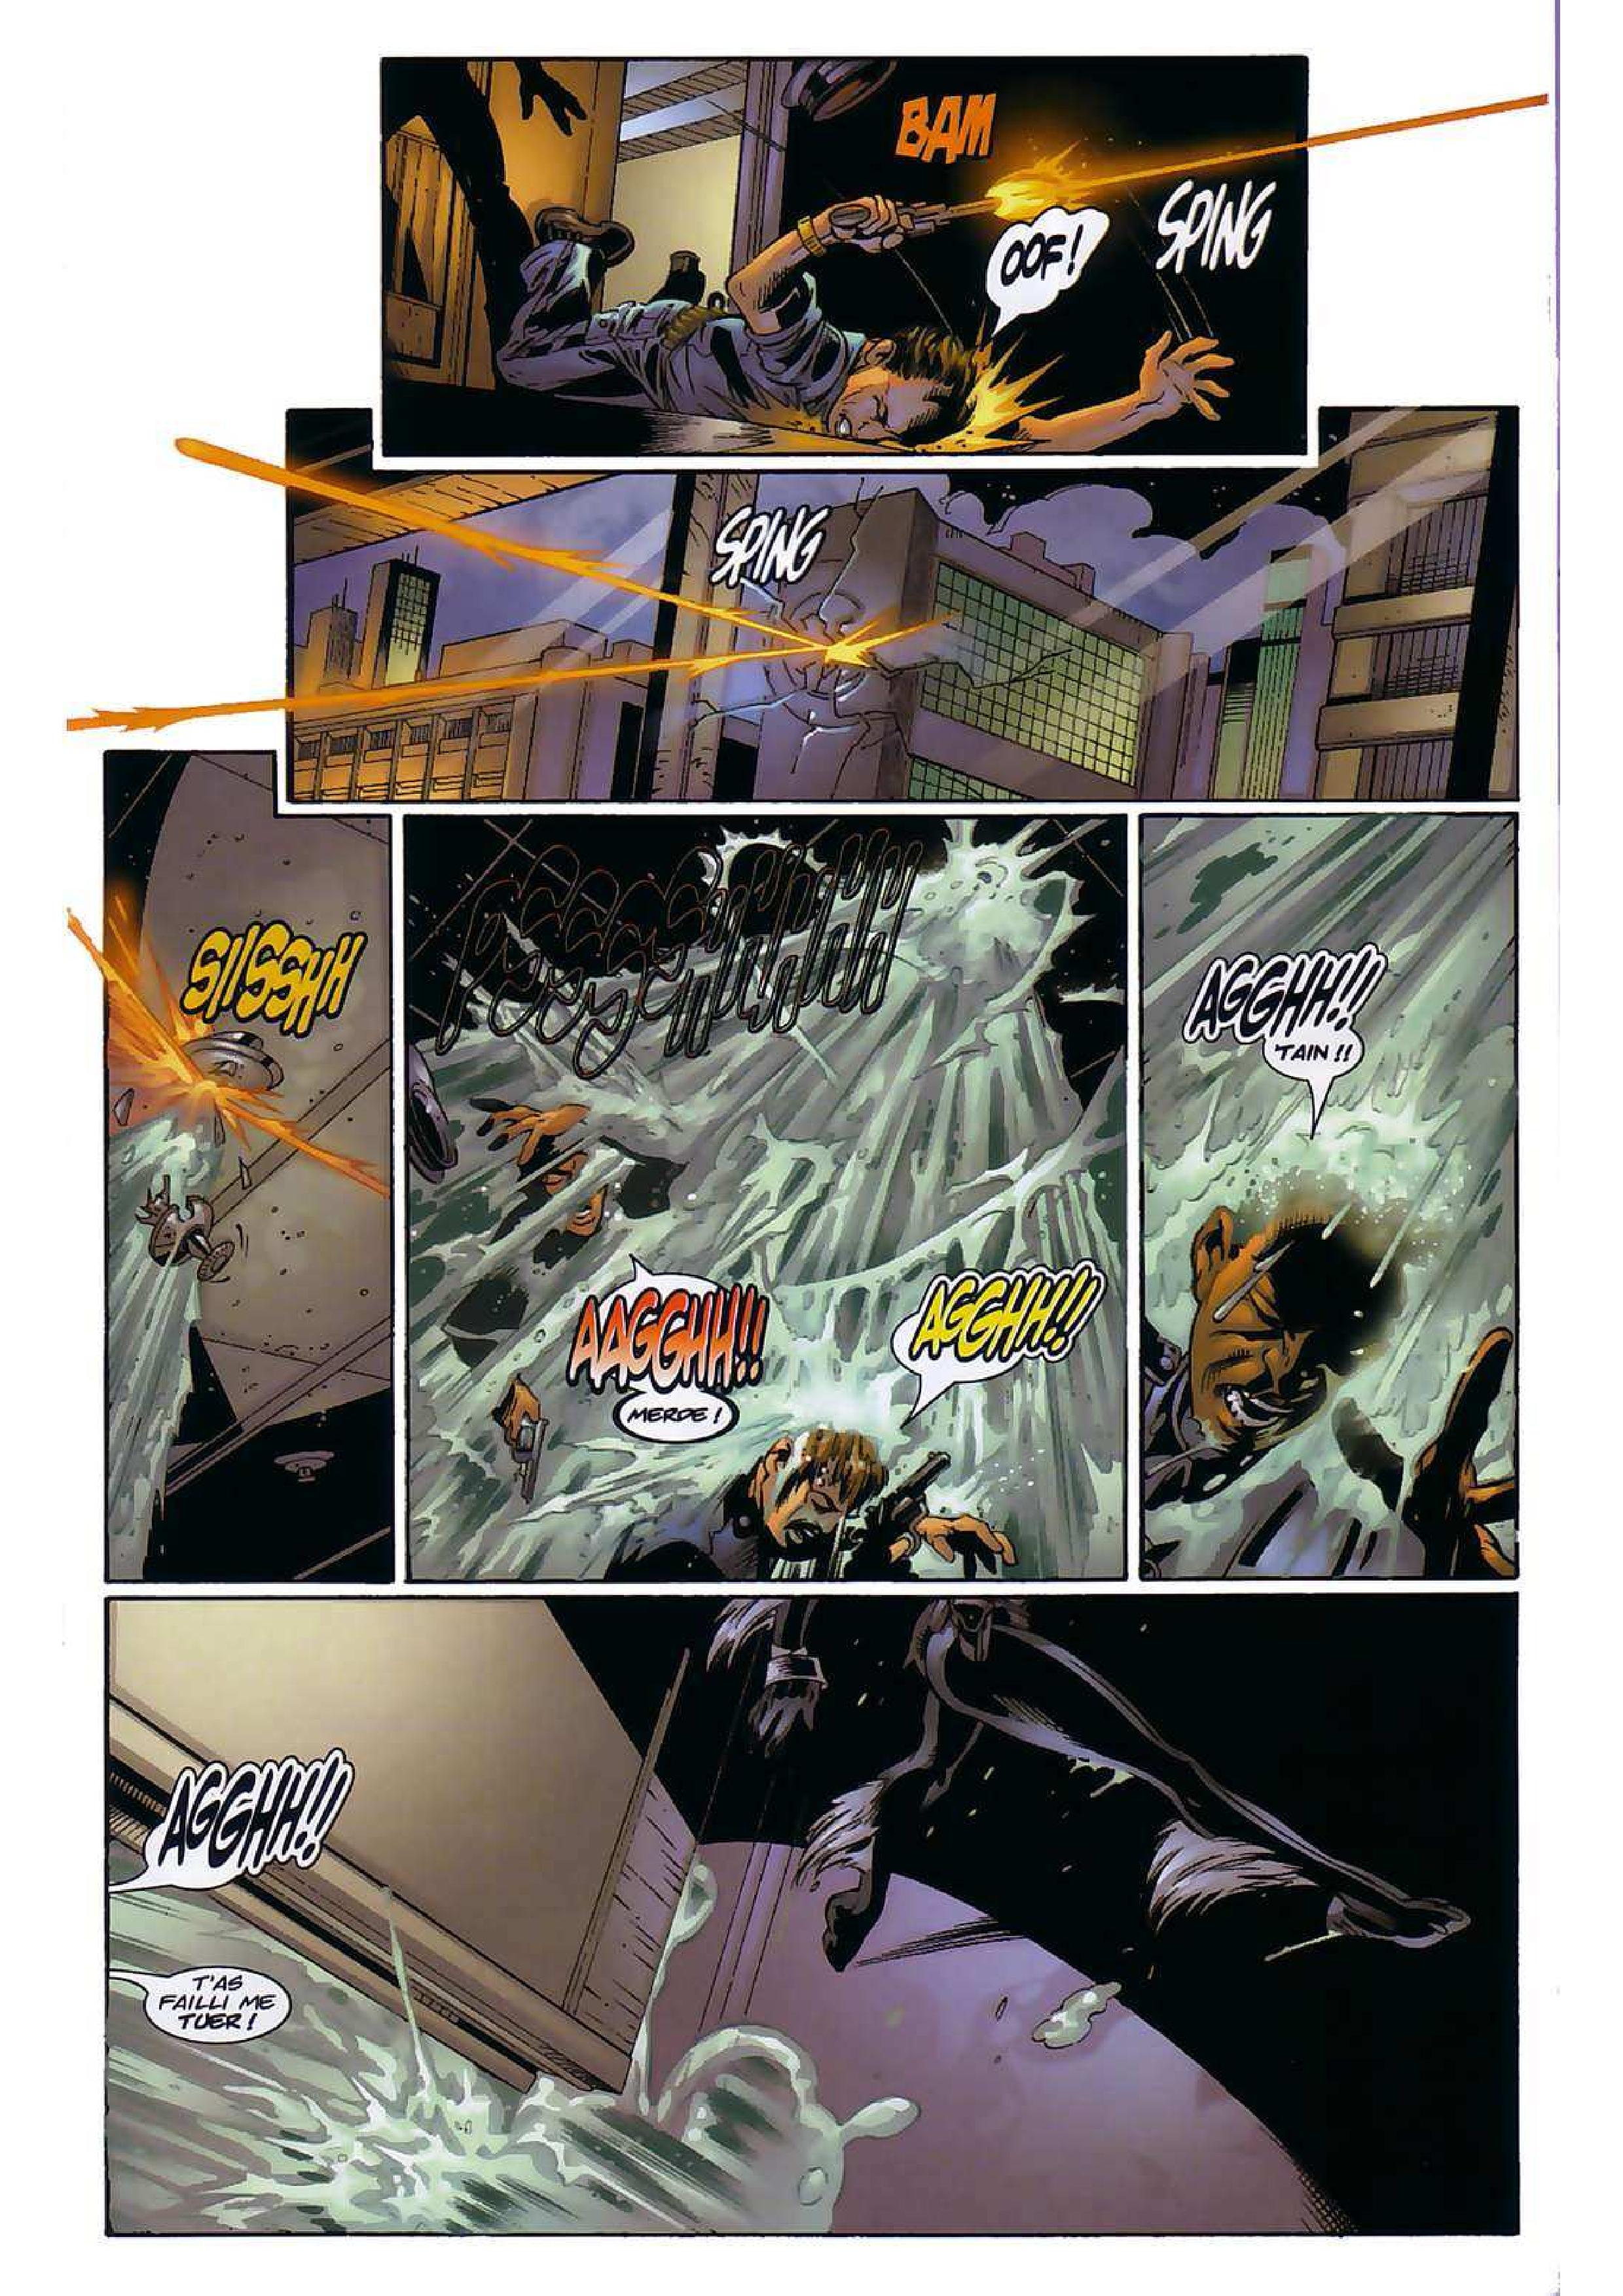 BAM
OOF!
SPING
SPING
SIISSHH
AAGGHH!!
MERDE!
AGGHH!!
AGGHH!!
'TAIN!!
AGGHH!!
T'AS
FAILLI ME
TUER!